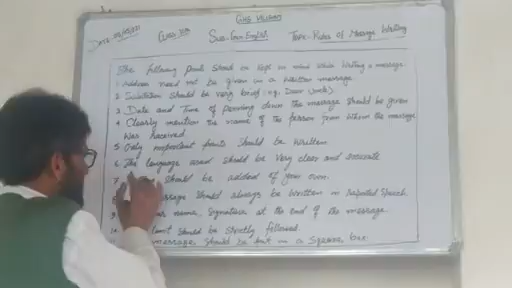 Date-
Class-
Sub- Gen. English
Topic- Rules of Message Writing
The following points should be kept in mind while writing a message.
1. Address need not be given in a written message
2. Salutation should be very brief
3 Date and Time of penning down the message should be given
4 Clearly mention the name of the person from whom the message
was received
5 Only important points should be written
6 The language used should be very clear and
7 should be added of your own.
message should always be written in reported speech.
9 name, signature at the end of the message
10 should be strictly followed.
message, should be put in a square box